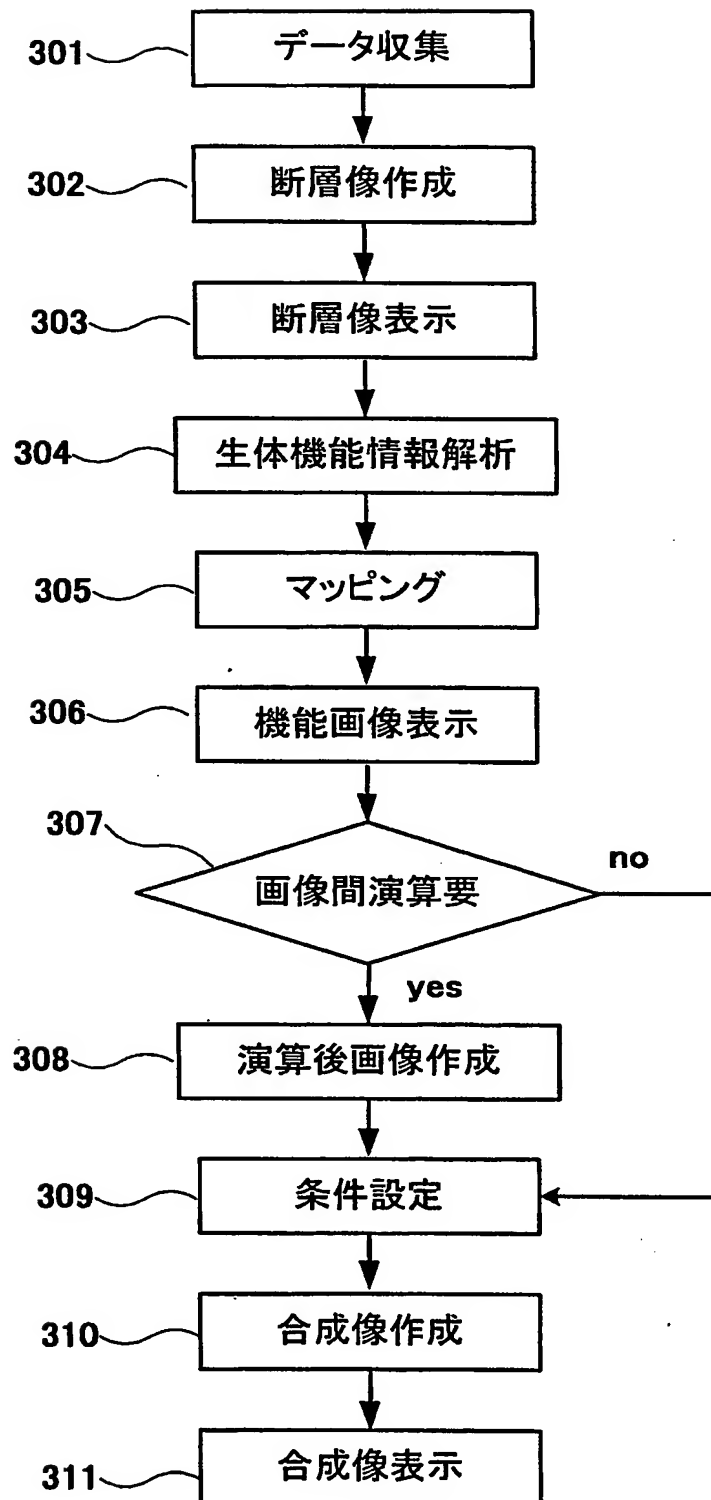 301 データ収集
302 断層像作成
303 断層像表示
304 生体機能情報解析
305 マッピング
306 機能画像表示
307 画像間演算要 no
yes
308 演算後画像作成
309 条件設定
310 合成像作成
311 合成像表示